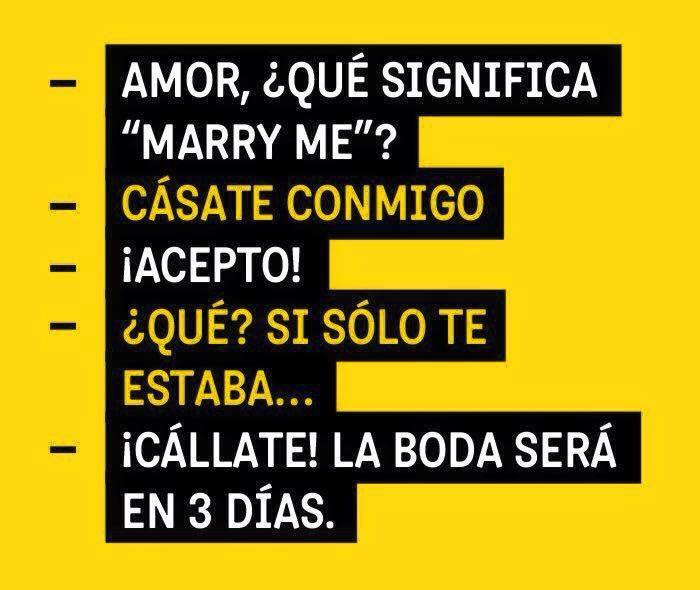 – AMOR, ¿QUÉ SIGNIFICA
“MARRY ME”?
– CÁSATE CONMIGO
– ¡ACEPTO!
– ¿QUÉ? SI SÓLO TE
ESTABA...
– ¡CÁLLATE! LA BODA SERÁ
EN 3 DÍAS.